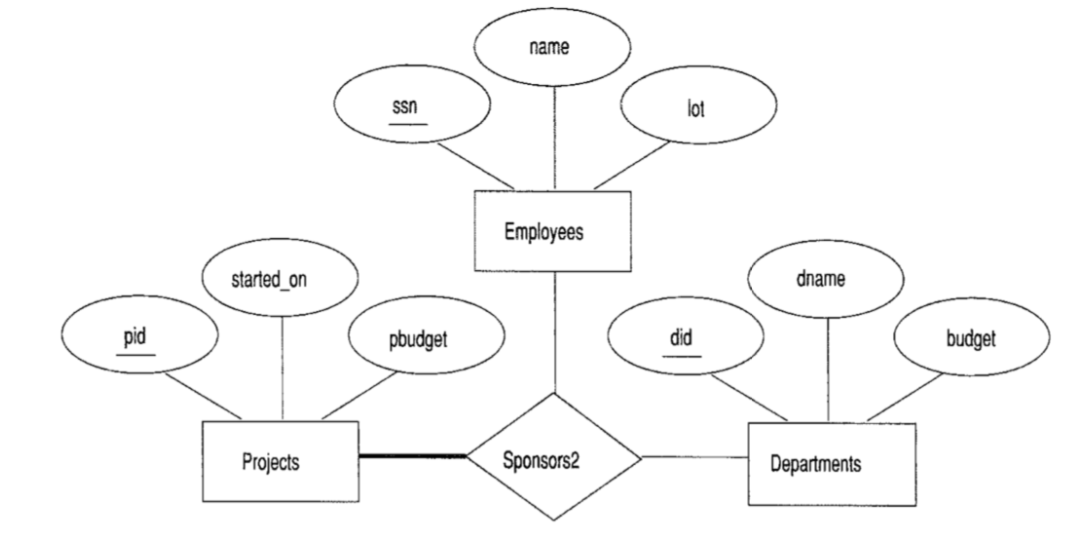 name
ssn
lot
Employees
started_on
dname
pid
pbudget
did
budget
Projects
Sponsors2
Departments